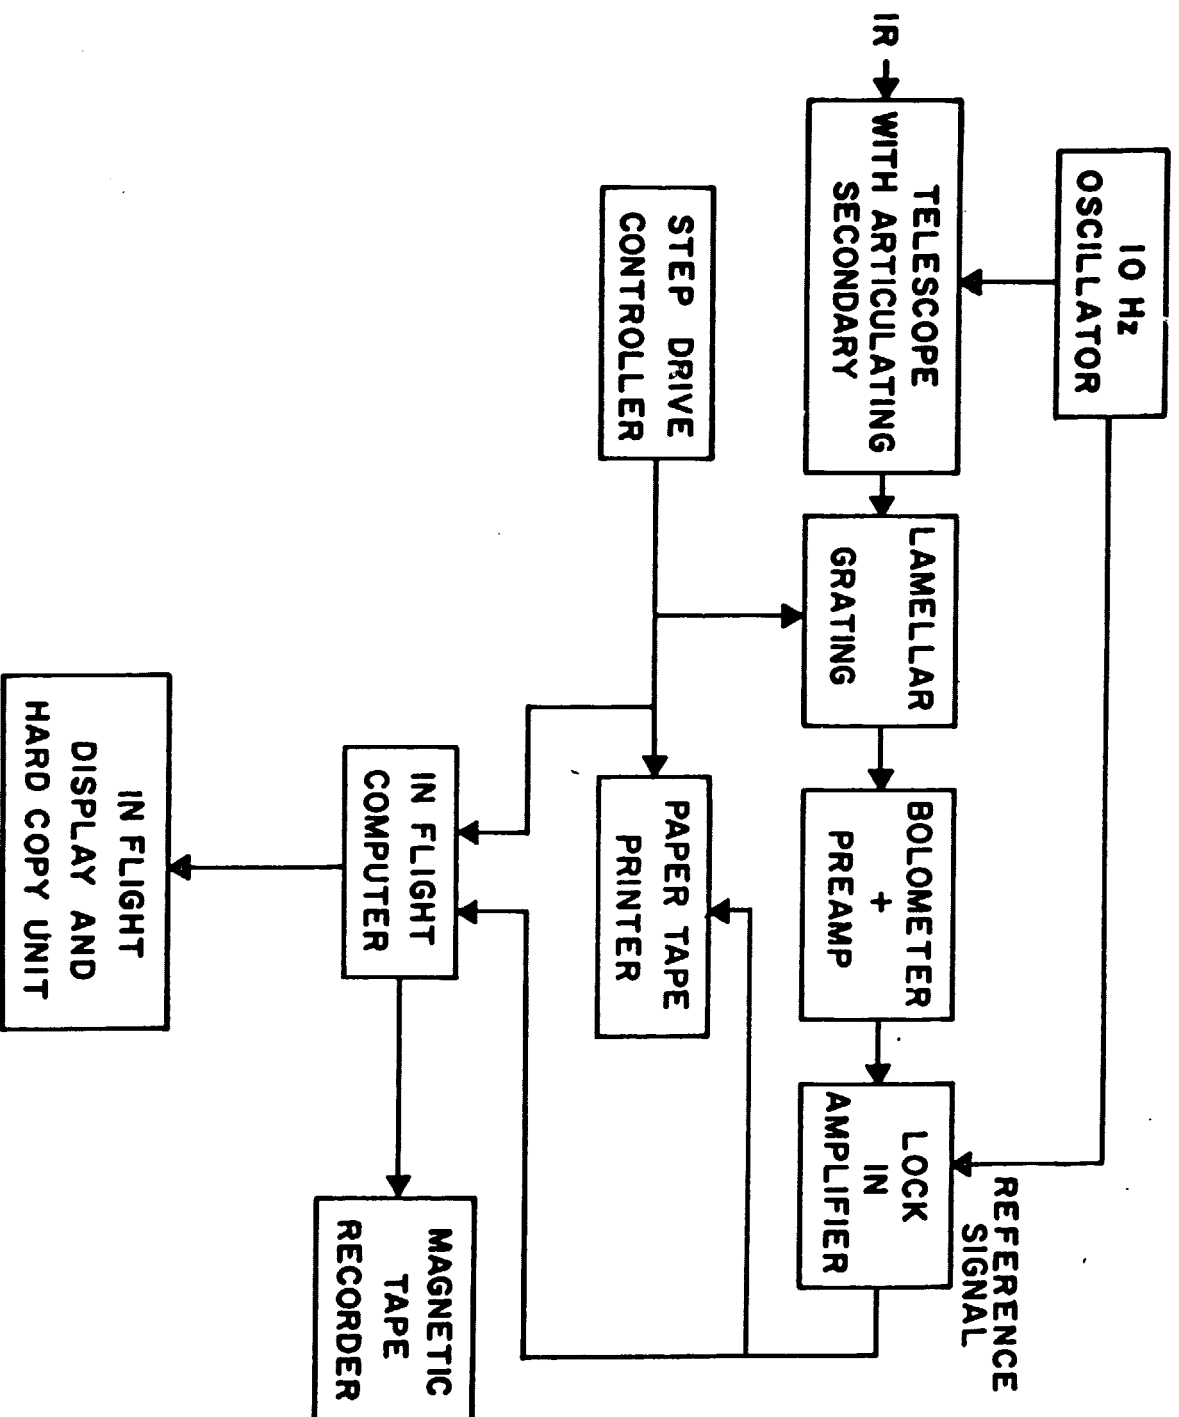 10 Hz
OSCILLATOR
IR
TELESCOPE
WITH ARTICULATING
SECONDARY
LAMELLAR
GRATING
BOLOMETER
+
PREAMP
LOCK
IN
AMPLIFIER
REFERENCE
SIGNAL
STEP DRIVE
CONTROLLER
PAPER TAPE
PRINTER
IN FLIGHT
COMPUTER
MAGNETIC
TAPE
RECORDER
IN FLIGHT
DISPLAY AND
HARD COPY UNIT